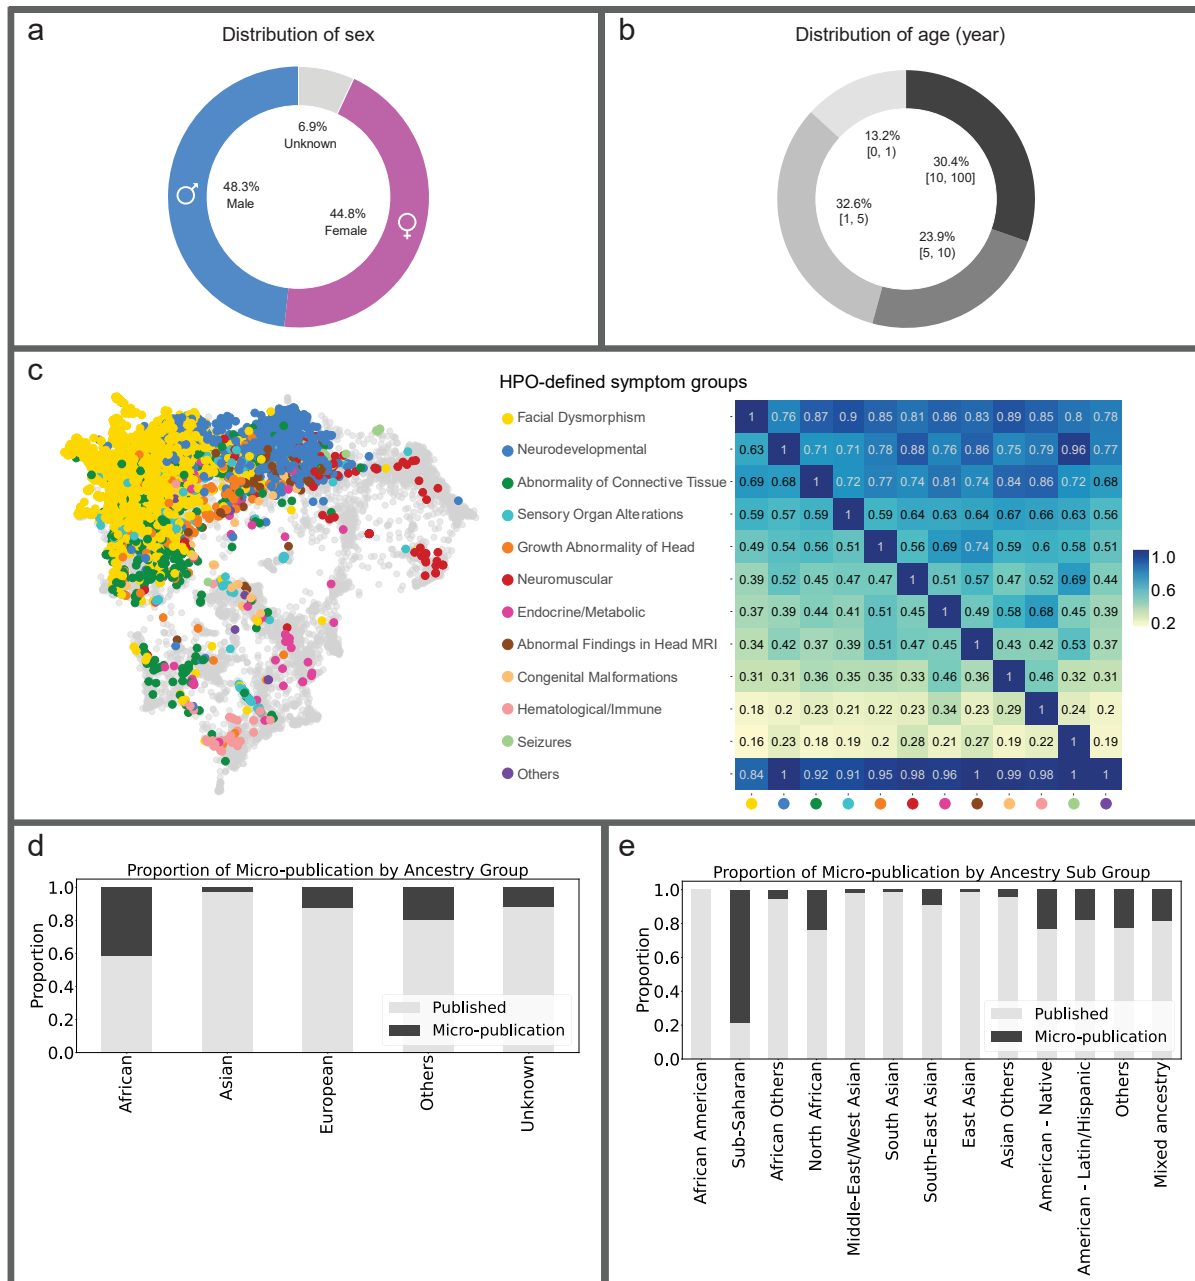 a
Distribution of sex
6.9%
Unknown
48.3%
Male
44.8%
Female
b
Distribution of age (year)
13.2%
[0, 1)
30.4%
[10, 100]
32.6%
[1, 5)
23.9%
[5, 10)
c
HPO-defined symptom groups
Facial Dysmorphism
1 0.76 0.87 0.9 0.85 0.81 0.86 0.83 0.89 0.85 0.8 0.78
Neurodevelopmental
0.63 1 0.71 0.71 0.78 0.88 0.76 0.86 0.75 0.79 0.96 0.77
Abnormality of Connective Tissue
0.69 0.68 1 0.72 0.77 0.74 0.81 0.74 0.84 0.86 0.72 0.68
Sensory Organ Alterations
0.59 0.57 0.59 1 0.59 0.64 0.63 0.64 0.67 0.66 0.63 0.56
Growth Abnormality of Head
0.49 0.54 0.56 0.51 1 0.56 0.69 0.74 0.59 0.6 0.58 0.51
Neuromuscular
0.39 0.52 0.45 0.47 0.47 1 0.51 0.57 0.47 0.52 0.69 0.44
Endocrine/Metabolic
0.37 0.39 0.44 0.41 0.51 0.45 1 0.49 0.58 0.68 0.45 0.39
Abnormal Findings in Head MRI
0.34 0.42 0.37 0.39 0.51 0.47 0.45 1 0.43 0.42 0.53 0.37
Congenital Malformations
0.31 0.31 0.36 0.35 0.35 0.33 0.46 0.36 1 0.46 0.32 0.31
Hematological/Immune
0.18 0.2 0.23 0.21 0.22 0.23 0.34 0.23 0.29 1 0.24 0.2
Seizures
0.16 0.23 0.18 0.19 0.2 0.28 0.21 0.27 0.19 0.22 1 0.19
Others
0.84 1 0.92 0.91 0.95 0.98 0.96 1 0.99 0.98 1 1
1.0
0.6
0.2
d
Proportion of Micro-publication by Ancestry Group
Proportion
1.0
0.8
0.6
0.4
0.2
0.0
Published
Micro-publication
African
Asian
European
Others
Unknown
e
Proportion of Micro-publication by Ancestry Sub Group
Proportion
1.0
0.8
0.6
0.4
0.2
0.0
Published
Micro-publication
African American
Sub-Saharan
African Others
North African
Middle-East/West Asian
South Asian
South-East Asian
East Asian
Asian Others
American - Native
American - Latin/Hispanic
Others
Mixed ancestry